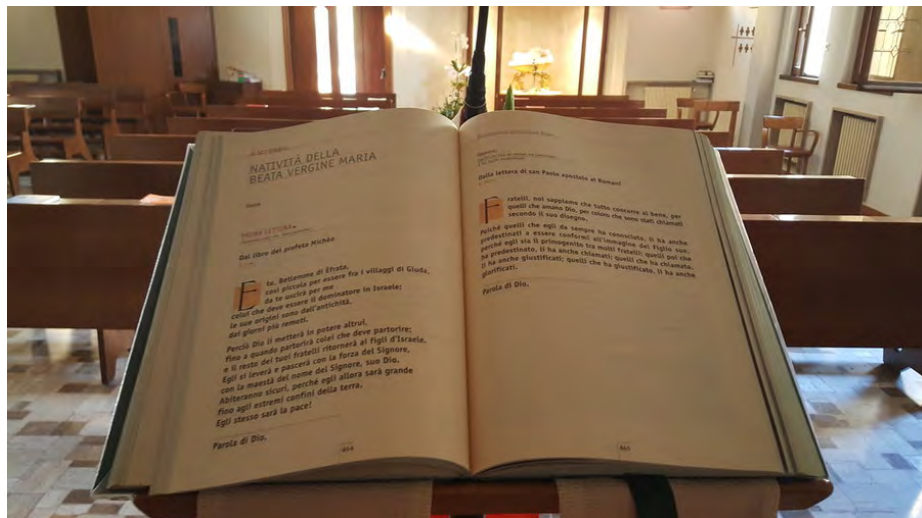 8 SETTEMBRE
NATIVITÀ DELLA
BEATA VERGINE MARIA
Festa
PRIMA LETTURA
Dal libro del profeta Michèa
E tu, Betlemme di Èfrata,
così piccola per essere fra i villaggi di Giuda,
da te uscirà per me
colui che deve essere il dominatore in Israele;
le sue origini sono dall'antichità,
dai giorni più remoti.
Perciò Dio li metterà in potere altrui,
fino a quando partorirà colei che deve partorire;
e il resto dei tuoi fratelli ritornerà ai figli d'Israele.
Egli si leverà e pascerà con la forza del Signore,
con la maestà del nome del Signore, suo Dio.
Abiteranno sicuri, perché egli allora sarà grande
fino agli estremi confini della terra.
Egli stesso sarà la pace!
Parola di Dio.
464
Oppure:
Dalla lettera di san Paolo apostolo ai Romani
Fratelli, noi sappiamo che tutto concorre al bene, per
quelli che amano Dio, per coloro che sono stati chiamati
secondo il suo disegno.
Poiché quelli che egli da sempre ha conosciuto, li ha anche
predestinati a essere conformi all'immagine del Figlio suo,
perché egli sia il primogenito tra molti fratelli; quelli poi che
ha predestinato, li ha anche chiamati; quelli che ha chiamato,
li ha anche giustificati; quelli che ha giustificato, li ha anche
glorificati.
Parola di Dio.
465